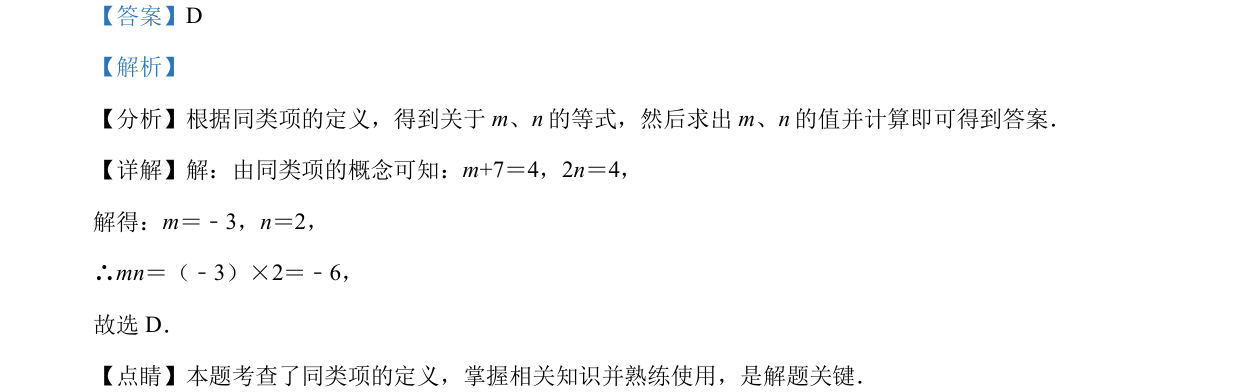 【答案】D
【解析】
【分析】根据同类项的定义，得到关于 m、n 的等式，然后求出 m、n 的值并计算即可得到答案．
【详解】解：由同类项的概念可知：m+7＝4，2n＝4，
解得：m＝﹣3，n＝2，
∴mn＝（﹣3）×2＝﹣6，
故选 D．
【点睛】本题考查了同类项的定义，掌握相关知识并熟练使用，是解题关键．